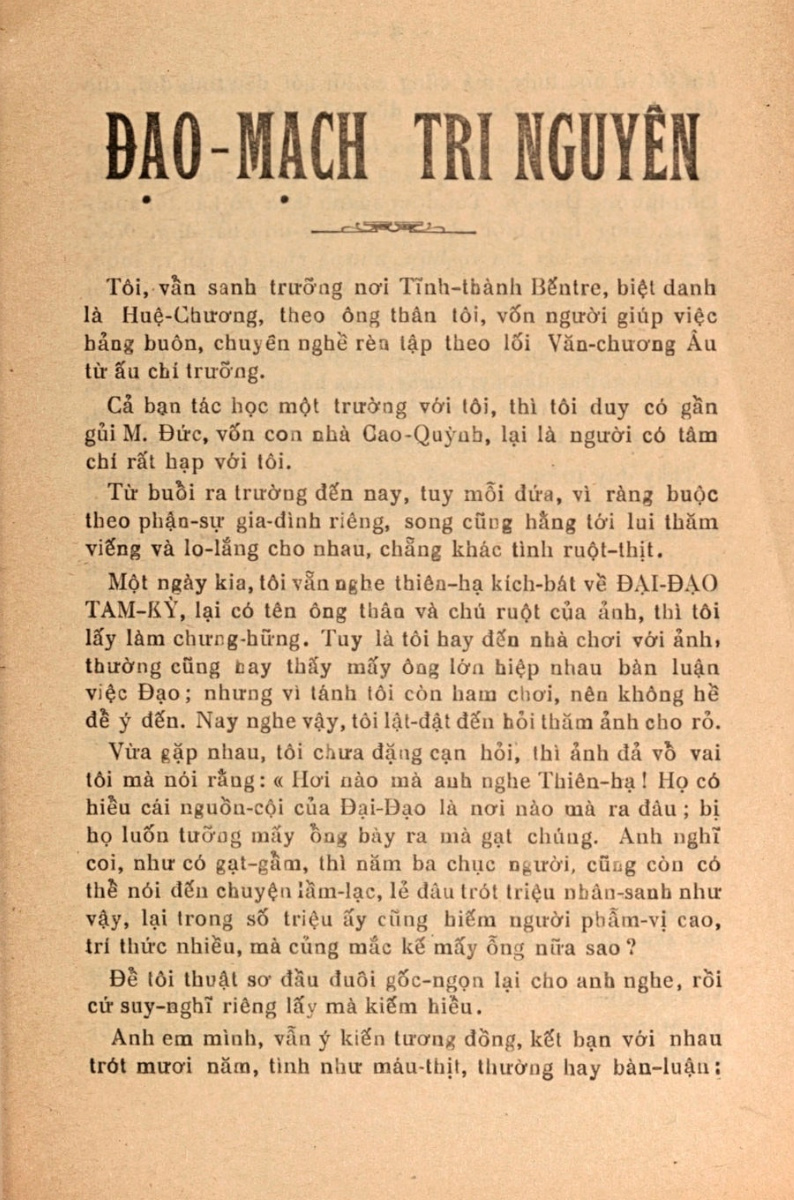 ĐẠO-MẠCH TRI NGUYÊN
Tôi, vẫn sanh trưỡng nơi Tĩnh-thành Bếntre, biệt danh
là Huệ-Chương, theo ông thân tôi, vốn người giúp việc
hảng buôn, chuyên nghề rèn tập theo lối Văn-chương Âu
từ ấu chí trưỡng.
Cả bạn tác học một trường với tôi, thì tôi duy có gần
gủi M. Đức, vốn con nhà Cao-Quỳnh, lại là người có tâm
chí rất hạp với tôi.
Từ buổi ra trường đến nay, tuy mỗi đứa, vì ràng buộc
theo phận-sự gia-đình riêng, song cũng hằng tới lui thăm
viếng và lo-lắng cho nhau, chẵng khác tình ruột-thịt.
Một ngày kia, tôi vẫn nghe thiên-hạ kích-bát về ĐẠI-ĐẠO
TAM-KỲ, lại có tên ông thân và chú ruột của ảnh, thì tôi
lấy làm chưng-hững. Tuy là tôi hay đến nhà chơi với ảnh,
thường cũng hay thấy mấy ông lớn hiệp nhau bàn luận
việc Đạo; nhưng vì tánh tôi còn ham chơi, nên không hề
để ý đến. Nay nghe vậy, tôi lật-đật đến hỏi thăm ảnh cho rỏ.
Vừa gặp nhau, tôi chưa đặng cạn hỏi, thì ảnh đả vỗ vai
tôi mà nói rằng: « Hơi nào mà anh nghe Thiên-hạ! Họ có
hiểu cái nguồn-cội của Đại-Đạo là nơi nào mà ra đâu; bị
họ luốn tưỡng mấy ổng bày ra mà gạt chúng. Anh nghĩ
coi, như có gạt-gẫm, thì năm ba chục người, cũng còn có
thể nói đến chuyện lầm-lạc, lẻ đâu trót triệu nhân-sanh như
vậy, lại trong số triệu ấy cũng hiếm người phẩm-vị cao,
trí thức nhiều, mà củng mắc kế mấy ổng nữa sao?
Để tôi thuật sơ đầu đuôi gốc-ngọn lại cho anh nghe, rồi
cứ suy-nghĩ riêng lấy mà kiếm hiểu.
Anh em mình, vẫn ý kiến tương đồng, kết bạn với nhau
trót mươi năm, tình như máu-thịt, thường hay bàn-luận;